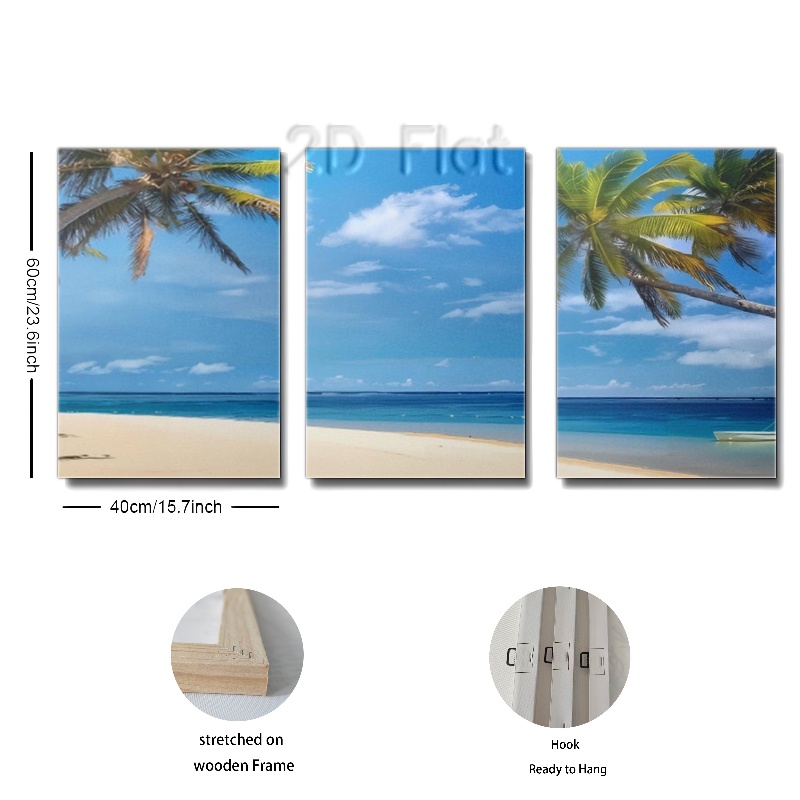 2D Flat
60cm/23.6inch
40cm/15.7inch
stretched on
wooden Frame
Hook
Ready to Hang